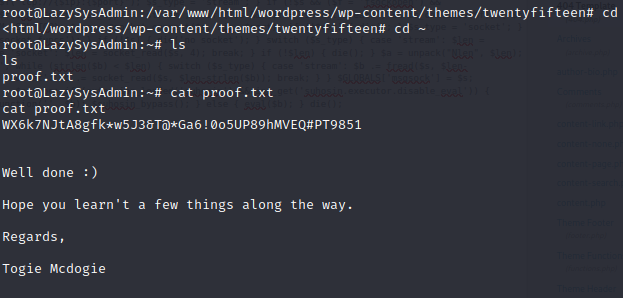 root@LazySysAdmin:/var/www/html/wordpress/wp-content/themes/twentyfifteen# cd
<html/wordpress/wp-content/themes/twentyfifteen# cd ~
root@LazySysAdmin:~# ls
ls
proof.txt
root@LazySysAdmin:~# cat proof.txt
cat proof.txt
WX6k7NJtA8gfk*w5J3&T@*Ga6!0o5UP89hMVEQ#PT9851
Well done :)
Hope you learn't a few things along the way.
Regards,
Togie Mcdogie